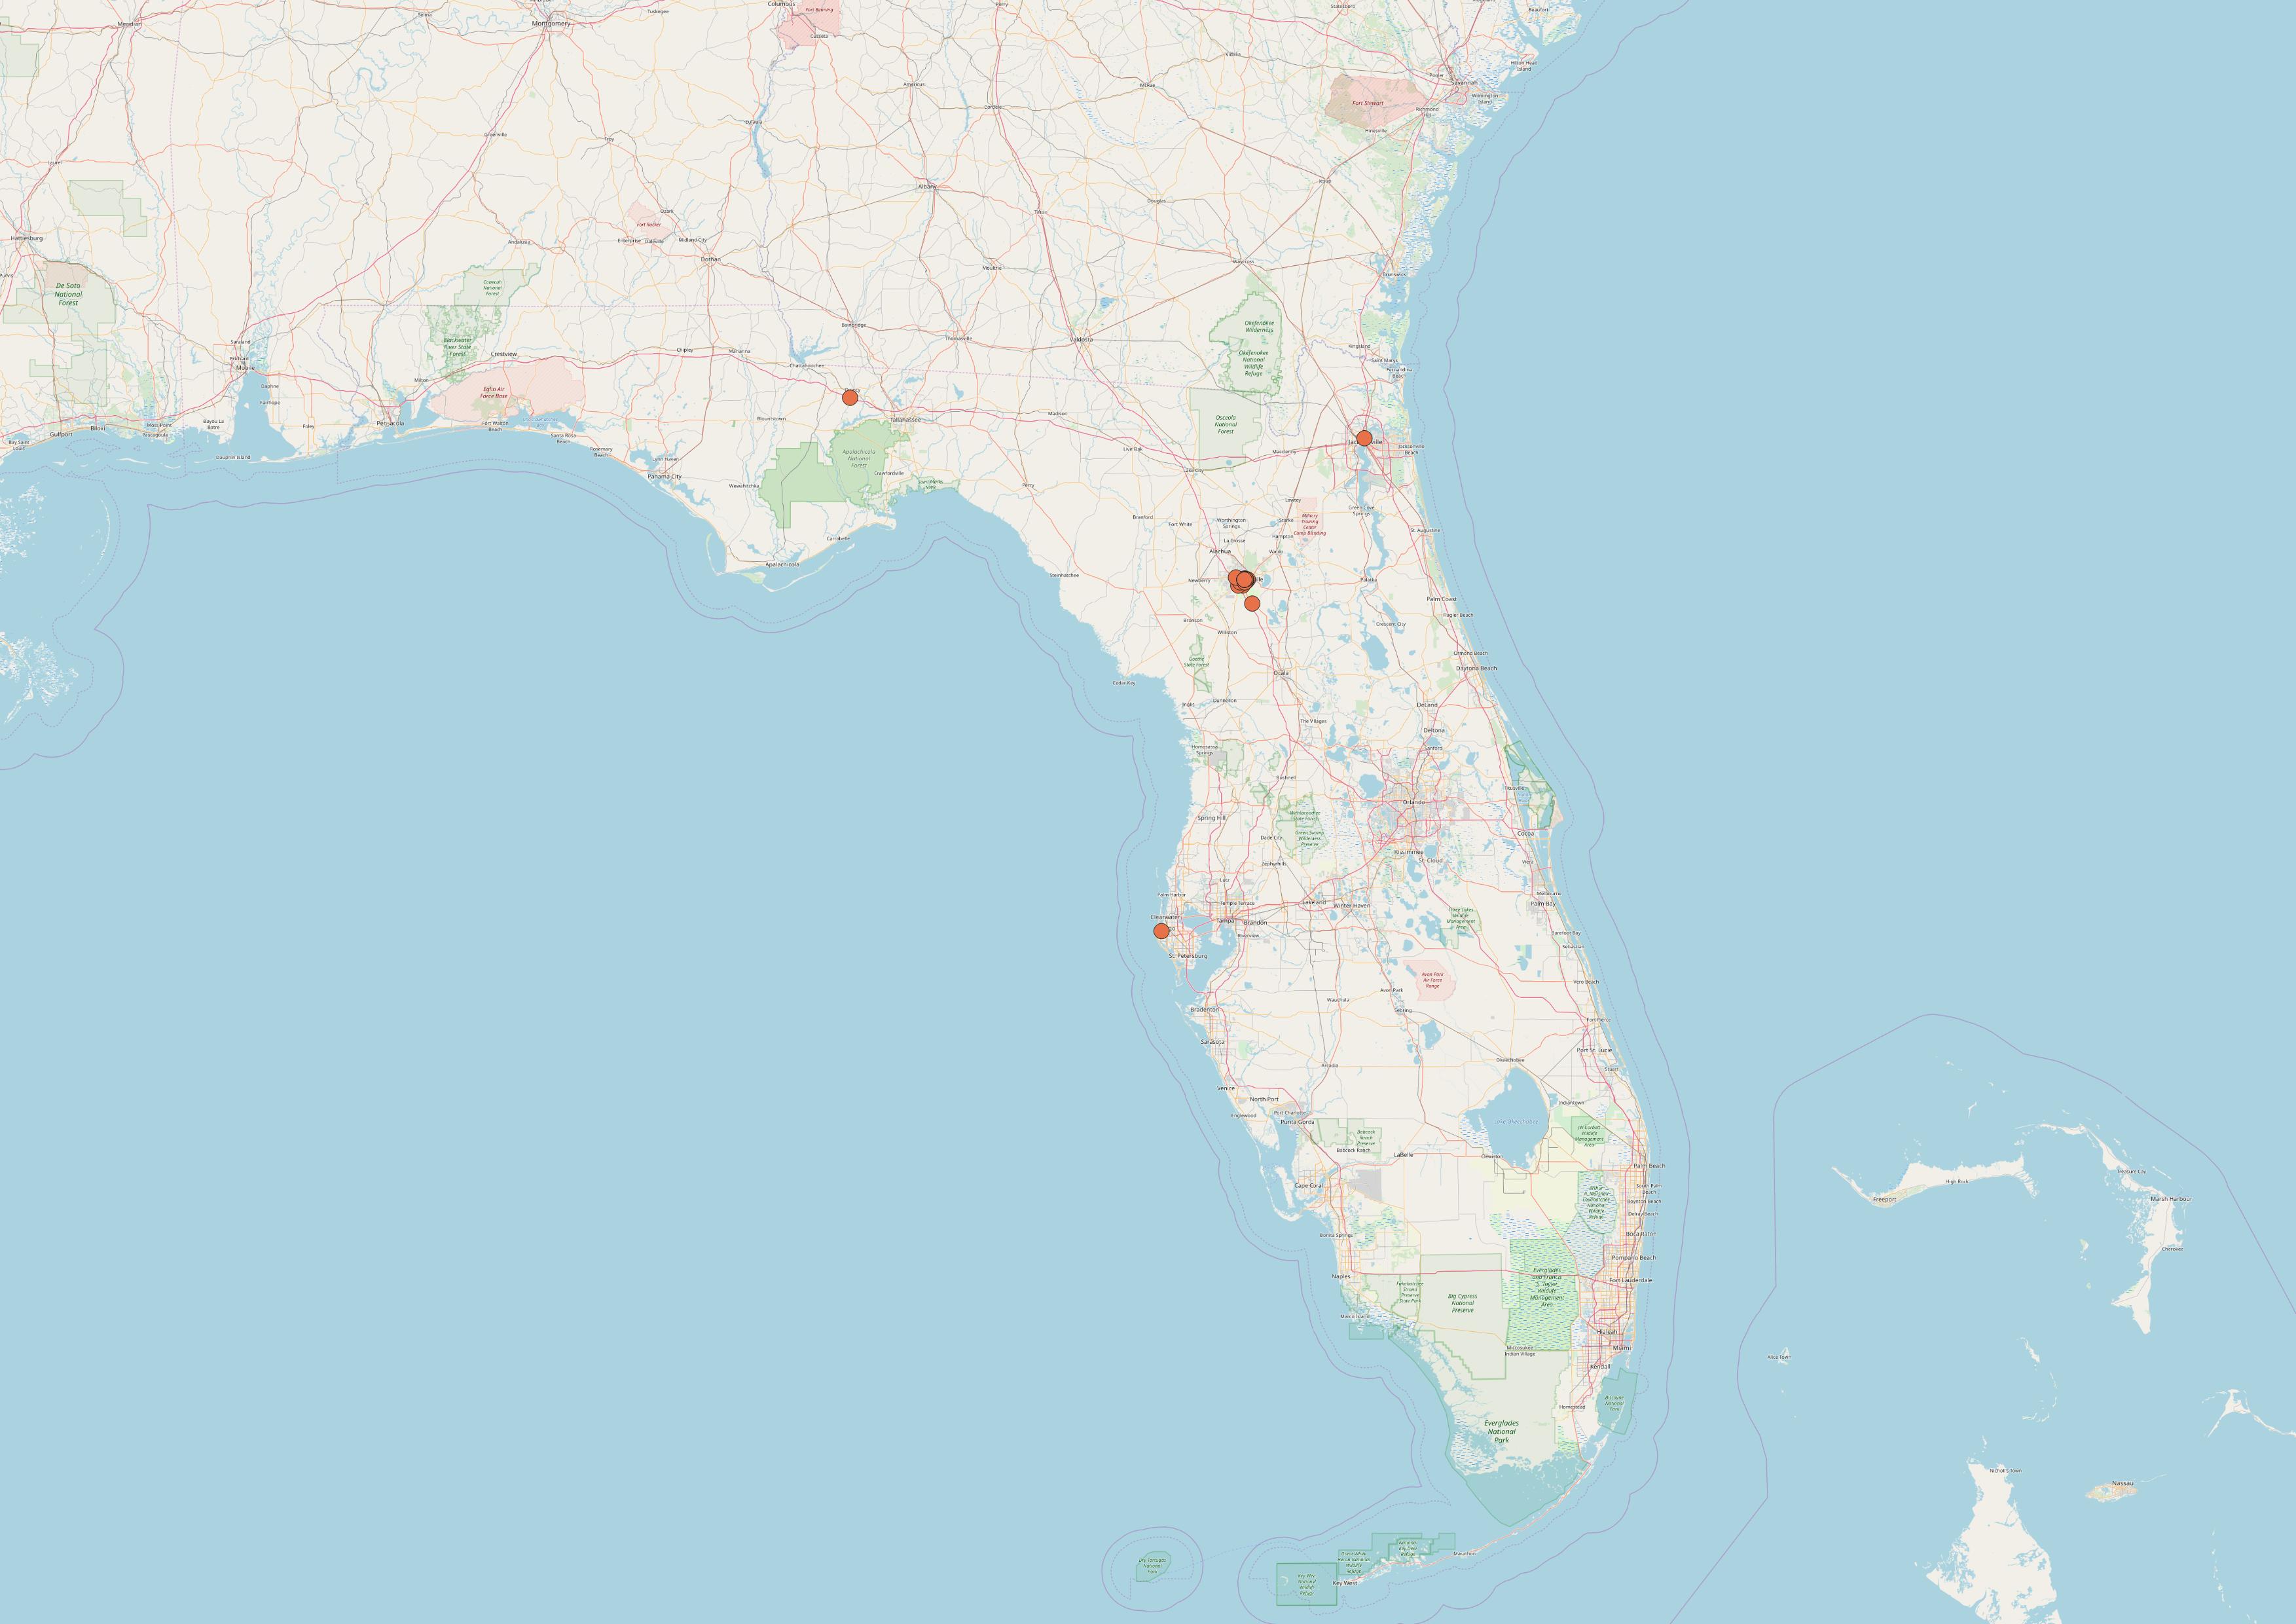 Columbus
Fort Benning
Cusseta
Perry
Statesboro
Beaufort
Meridian
Selma
Montgomery
Tuskegee
Vidalia
Hilton Head
Island
Pooler
Savannah
Wilmington
Island
Americus
Cordele
McRae
Fort Stewart
Richmond
Hill
Hinesville
Eufaula
Greenville
Troy
Laurel
Albany
Jesup
Tifton
Douglas
Ozark
Fort Rucker
Enterprise
Daleville
Midland City
Andalusia
Dothan
Hattiesburg
Purvis
Moultrie
Waycross
Brunswick
De Soto
National
Forest
Conecuh
National
Forest
Bainbridge
Thomasville
Valdosta
Okefenokee
Wilderness
Okefenokee
National
Wildlife
Refuge
Kingsland
Saint Marys
Fernandina
Beach
Saraland
Prichard
Mobile
Blackwater
River State
Forest
Crestview
Chipley
Marianna
Chattahoochee
Milton
Eglin Air
Force Base
Daphne
Fairhope
Foley
Bay Saint
Louis
Gulfport
Biloxi
Moss Point
Pascagoula
Bayou La
Batre
Dauphin Island
Pensacola
Fort Walton
Beach
Santa Rosa
Beach
Rosemary
Beach
Blountstown
Tallahassee
Madison
Osceola
National
Forest
Jacksonville
Beach
Live Oak
Macclenny
Lake City
Lynn Haven
Panama City
Wewahitchka
Apalachicola
National
Forest
Crawfordville
Perry
Lawtey
Green Cove
Springs
Military
Training
Center
Camp Blanding
Branford
Fort White
Worthington
Springs
Starke
La Crosse
Hampton
Waldo
Alachua
St. Augustine
Carrabelle
Apalachicola
Steinhatchee
Newberry
Palatka
Palm Coast
Flagler Beach
Bronson
Williston
Crescent City
Goethe
State Forest
Ormond Beach
Daytona Beach
Ocala
Cedar Key
Inglis
Dunnellon
DeLand
The Villages
Deltona
Sanford
Homosassa
Springs
Bushnell
Titusville
Orlando
Spring Hill
Withlacoochee
State Forest
Green Swamp
Wilderness
Preserve
Dade City
Cocoa
Kissimmee
St. Cloud
Zephyrhills
Viera
Lutz
Palm Harbor
Temple Terrace
Lakeland
Winter Haven
Melbourne
Palm Bay
Clearwater
Tampa
Brandon
Riverview
Three Lakes
Wildlife
Management
Area
Barefoot Bay
Sebastian
St. Petersburg
Avon Park
Air Force
Range
Vero Beach
Avon Park
Wauchula
Sebring
Bradenton
Fort Pierce
Sarasota
Port St. Lucie
Okeechobee
Arcadia
Stuart
Venice
North Port
Englewood
Port Charlotte
Punta Gorda
Indiantown
Lake Okeechobee
JW Corbett
Wildlife
Management
Area
Babcock
Ranch
Preserve
Babcock Ranch
LaBelle
Clewiston
Palm Beach
Cape Coral
South Palm
Beach
Boynton Beach
Delray Beach
Arthur
R. Marshall
Loxahatchee
National
Wildlife
Refuge
Treasure Cay
High Rock
Freeport
Marsh Harbour
Bonita Springs
Boca Raton
Cherokee
Pompano Beach
Naples
Fakahatchee
Strand
Preserve
State Park
Big Cypress
National
Preserve
Everglades
and Francis
S. Taylor
Wildlife
Management
Area
Fort Lauderdale
Marco Island
Hialeah
Miami
Miccosukee
Indian Village
Kendall
Alice Town
Homestead
Biscayne
National
Park
Everglades
National
Park
Nicholl's Town
Nassau
Marathon
Dry Tortugas
National
Park
Great White
Heron National
Wildlife
Refuge
National
Key Deer
Refuge
Key West
National
Wildlife
Refuge
Key West